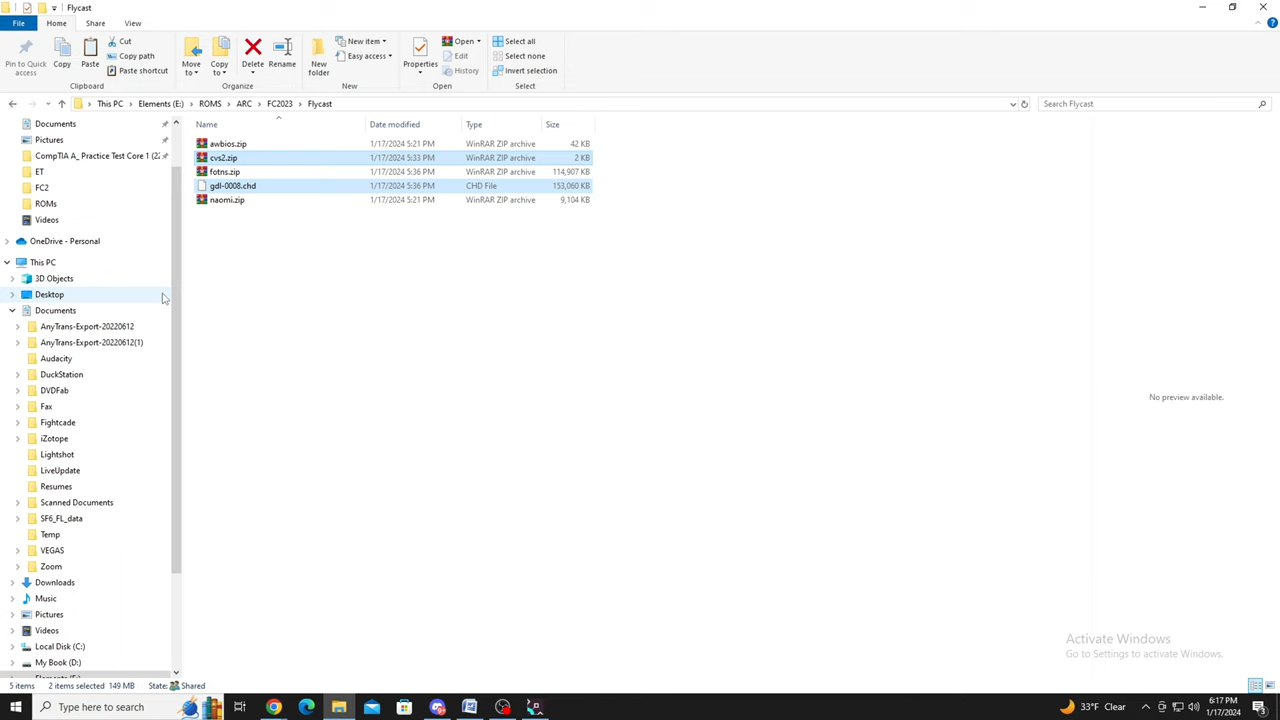 Flycast
File
Home
Share
View
Pin to Quick access
Copy
Paste
Cut
Copy path
Paste shortcut
Clipboard
Move to
Copy to
Delete
Rename
Organize
New folder
New item
Easy access
New
Properties
Open
Edit
History
Open
Select all
Select none
Invert selection
Select
This PC › Elements (E:) › ROMS › ARC › FC2023 › Flycast
Search Flycast
Name Date modified Type Size
awbios.zip 1/17/2024 5:21 PM WinRAR ZIP archive 42 KB
cvs2.zip 1/17/2024 5:33 PM WinRAR ZIP archive 2 KB
fotns.zip 1/17/2024 5:36 PM WinRAR ZIP archive 114,907 KB
gdl-0008.chd 1/17/2024 5:36 PM CHD File 153,060 KB
naomi.zip 1/17/2024 5:21 PM WinRAR ZIP archive 9,104 KB
Documents
Pictures
CompTIA A_ Practice Test Core 1 (22
ET
FC2
ROMs
Videos
OneDrive - Personal
This PC
3D Objects
Desktop
Documents
AnyTrans-Export-20220612
AnyTrans-Export-20220612(1)
Audacity
DuckStation
DVDFab
Fax
Fightcade
iZotope
Lightshot
LiveUpdate
Resumes
Scanned Documents
SF6_FL_data
Temp
VEGAS
Zoom
Downloads
Music
Pictures
Videos
Local Disk (C:)
My Book (D:)
No preview available.
Activate Windows
Go to Settings to activate Windows.
5 items 2 items selected 149 MB State: Shared
Type here to search
33°F Clear
6:17 PM
1/17/2024